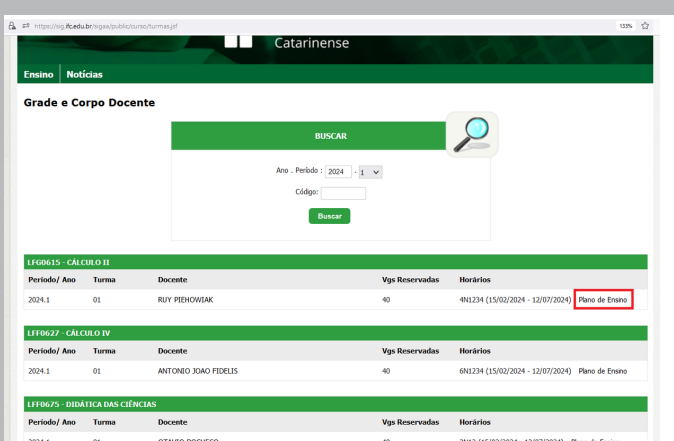 https://sig.ifc.edu.br/sigaa/public/curso/turmas.jsf 133%
Catarinense
Ensino Notícias
Grade e Corpo Docente
BUSCAR
Ano . Período : 2024 . 1
Código:
Buscar
LFG0615 - CÁLCULO II
Período/ Ano Turma Docente Vgs Reservadas Horários
2024.1 01 RUY PIEHOWIAK 40 4N1234 (15/02/2024 - 12/07/2024) Plano de Ensino
LFF0627 - CÁLCULO IV
Período/ Ano Turma Docente Vgs Reservadas Horários
2024.1 01 ANTONIO JOAO FIDELIS 40 6N1234 (15/02/2024 - 12/07/2024) Plano de Ensino
LFF0675 - DIDÁTICA DAS CIÊNCIAS
Período/ Ano Turma Docente Vgs Reservadas Horários